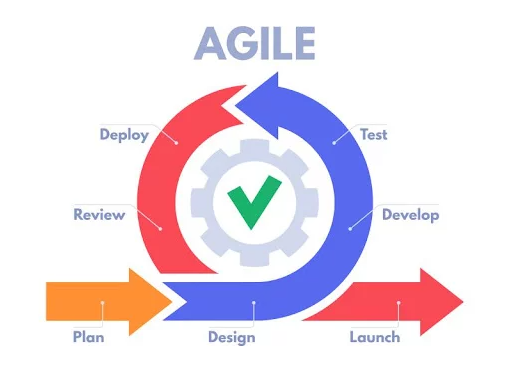 AGILE
Deploy
Test
Review
Develop
Plan
Design
Launch